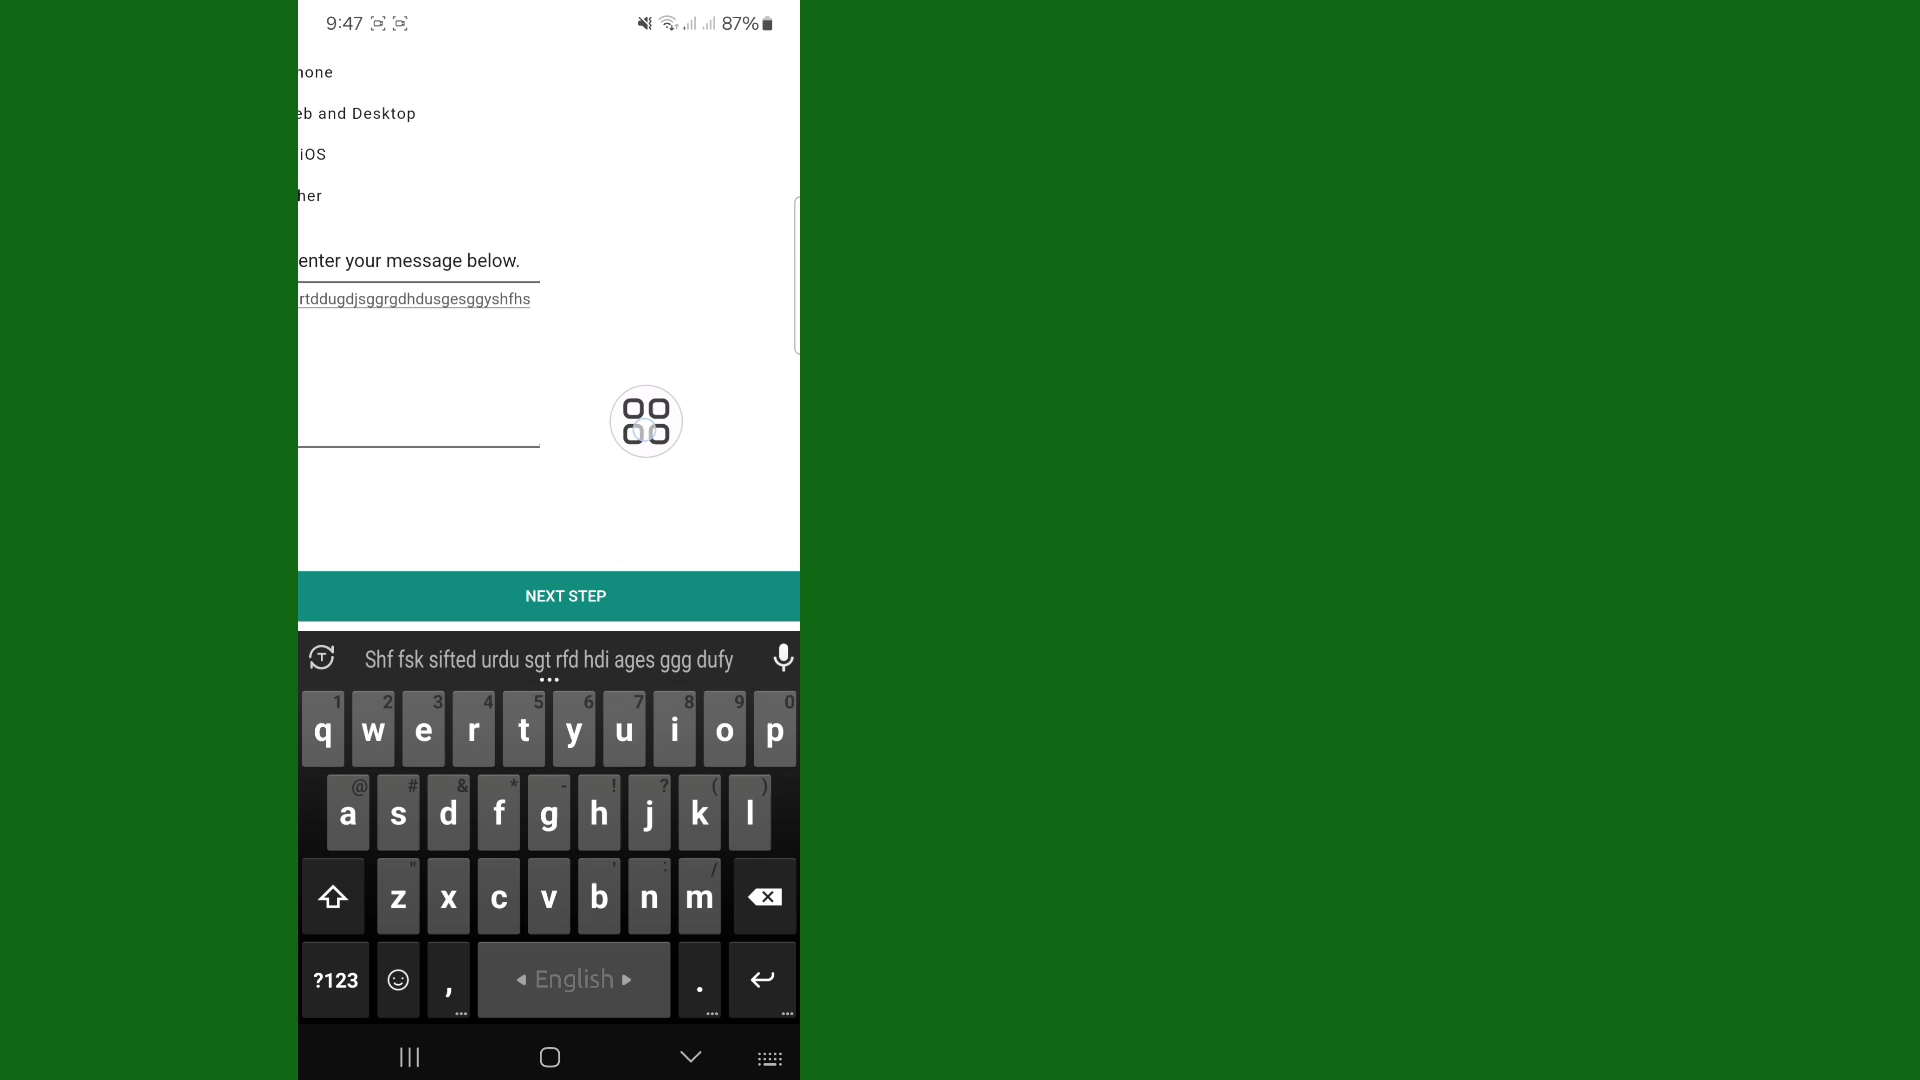 9:47 87%
hone
eb and Desktop
iOS
her
enter your message below.
rtddugdjsggrgdhdusgesggyshfhs
NEXT STEP
Shf fsk sifted urdu sgt rfd hdi ages ggg dufy
1 2 3 4 5 6 7 8 9 0
q w e r t y u i o p
@ # & * - ! ? ( )
a s d f g h j k l
" ' : /
z x c v b n m
?123 , English .